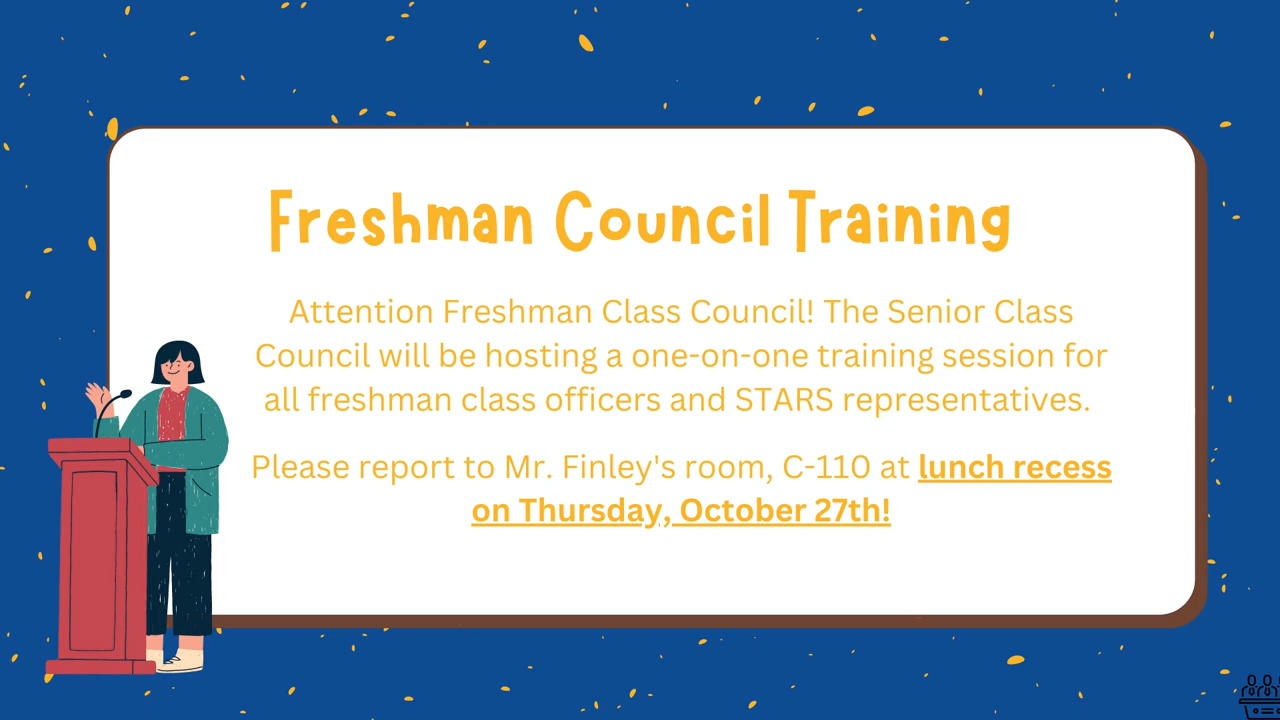 Freshman Council Training
Attention Freshman Class Council! The Senior Class
Council will be hosting a one-on-one training session for
all freshman class officers and STARS representatives.
Please report to Mr. Finley's room, C-110 at lunch recess
on Thursday, October 27th!